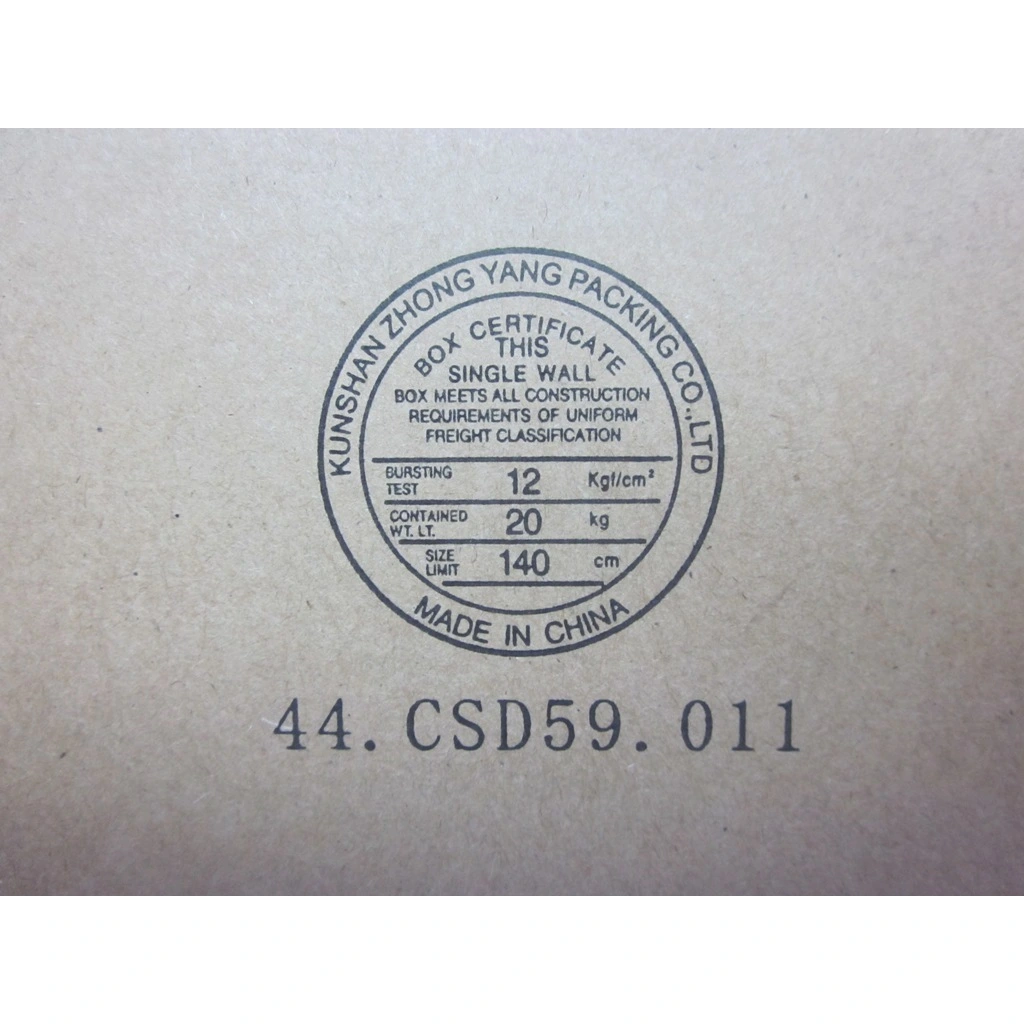 KUNSHAN ZHONG YANG PACKING CO.,LTD
BOX CERTIFICATE
THIS
SINGLE WALL
BOX MEETS ALL CONSTRUCTION
REQUIREMENTS OF UNIFORM
FREIGHT CLASSIFICATION
BURSTING TEST 12 Kgf/cm²
CONTAINED WT. LT. 20 kg
SIZE LIMIT 140 cm
MADE IN CHINA
44.CSD59.011